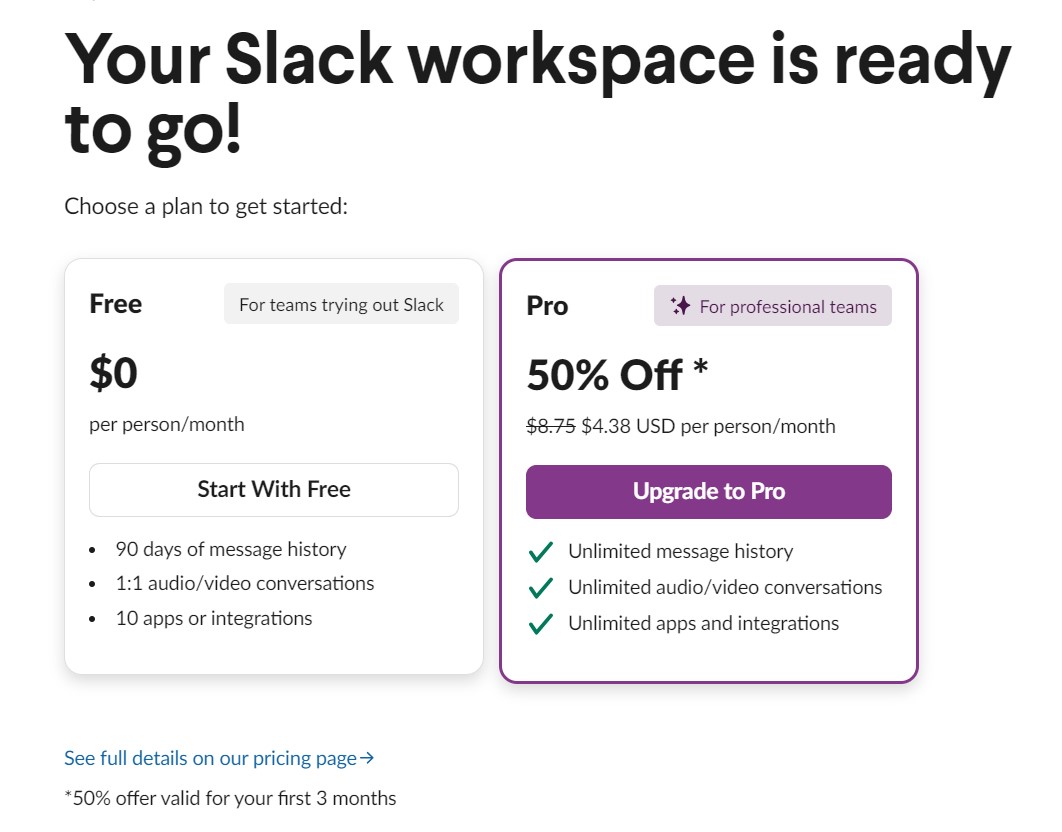 Your Slack workspace is ready
to go!
Choose a plan to get started:
Free
For teams trying out Slack
$0
per person/month
Start With Free
• 90 days of message history
• 1:1 audio/video conversations
• 10 apps or integrations
Pro
For professional teams
50% Off *
$8.75 $4.38 USD per person/month
Upgrade to Pro
Unlimited message history
Unlimited audio/video conversations
Unlimited apps and integrations
See full details on our pricing page→
*50% offer valid for your first 3 months